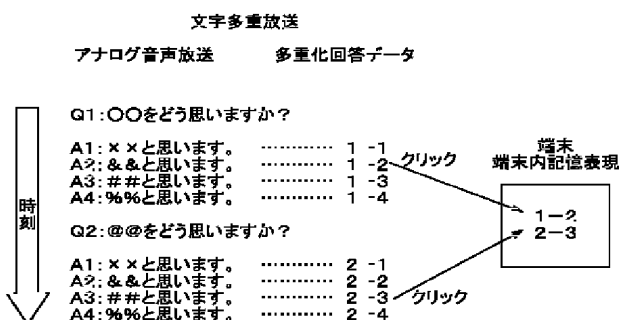 文字多重放送
アナログ音声放送 多重化回答データ
Q1:〇〇をどう思いますか？
A1:××と思います。 ………… 1 -1
A2:&&と思います。 ………… 1 -2
A3:##と思います。 ………… 1 -3
A4:%%と思います。 ………… 1 -4
クリック
端末
端末内記憶表現
1-2
2-3
時刻
Q2:@@をどう思いますか？
A1:××と思います。 ………… 2 -1
A2:&&と思います。 ………… 2 -2
A3:##と思います。 ………… 2 -3
A4:%%と思います。 ………… 2 -4
クリック